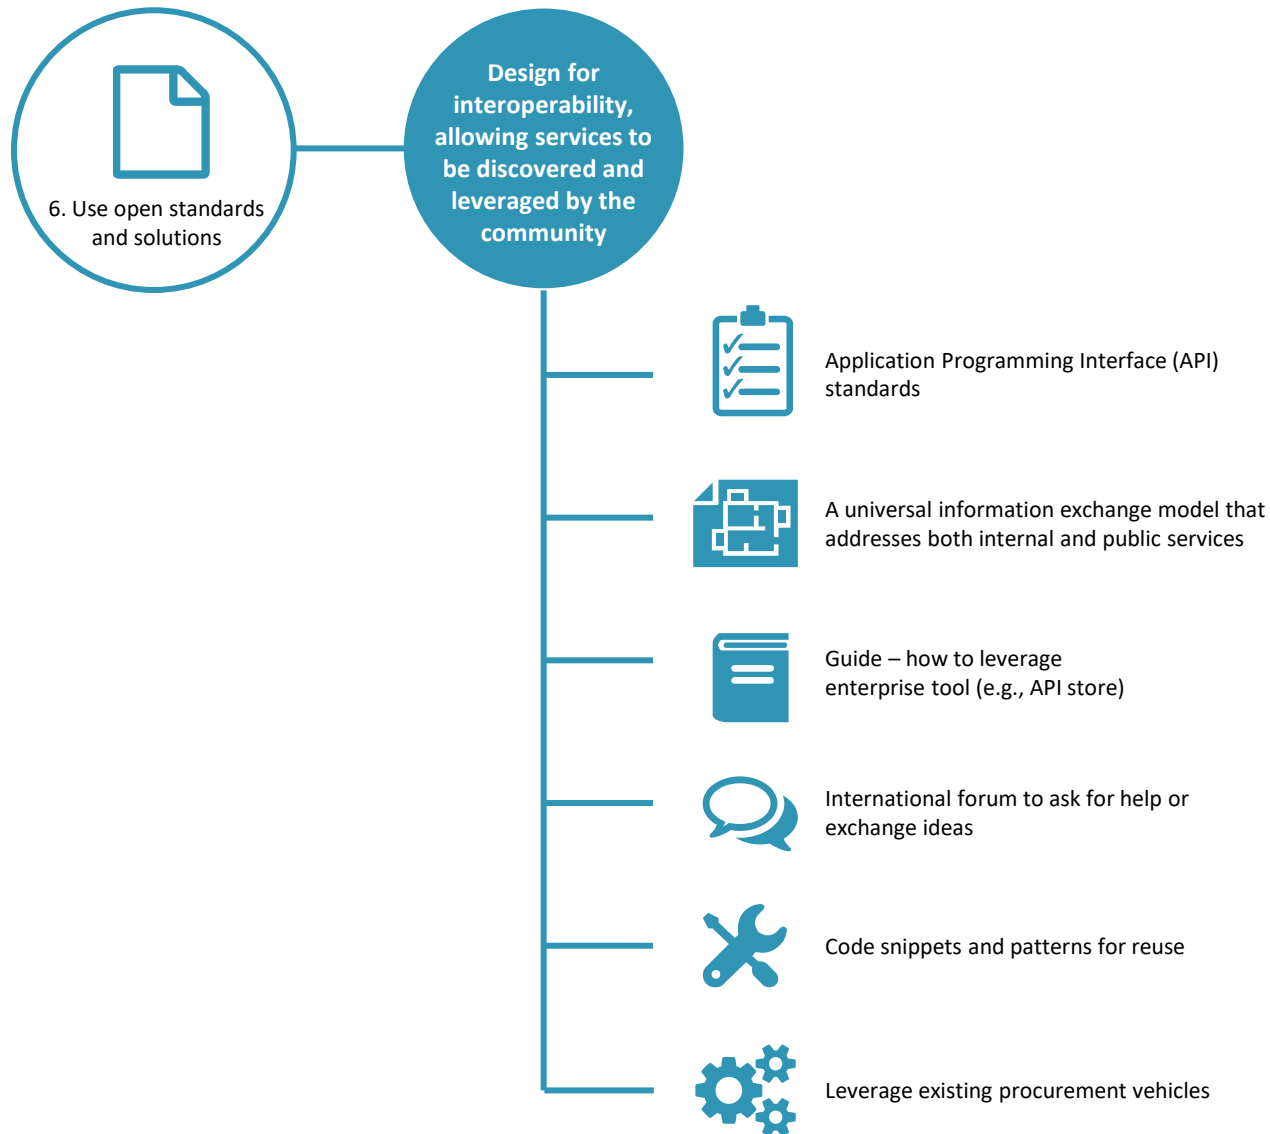 6. Use open standards
and solutions
Design for
interoperability,
allowing services to
be discovered and
leveraged by the
community
Application Programming Interface (API)
standards
A universal information exchange model that
addresses both internal and public services
Guide – how to leverage
enterprise tool (e.g., API store)
International forum to ask for help or
exchange ideas
Code snippets and patterns for reuse
Leverage existing procurement vehicles